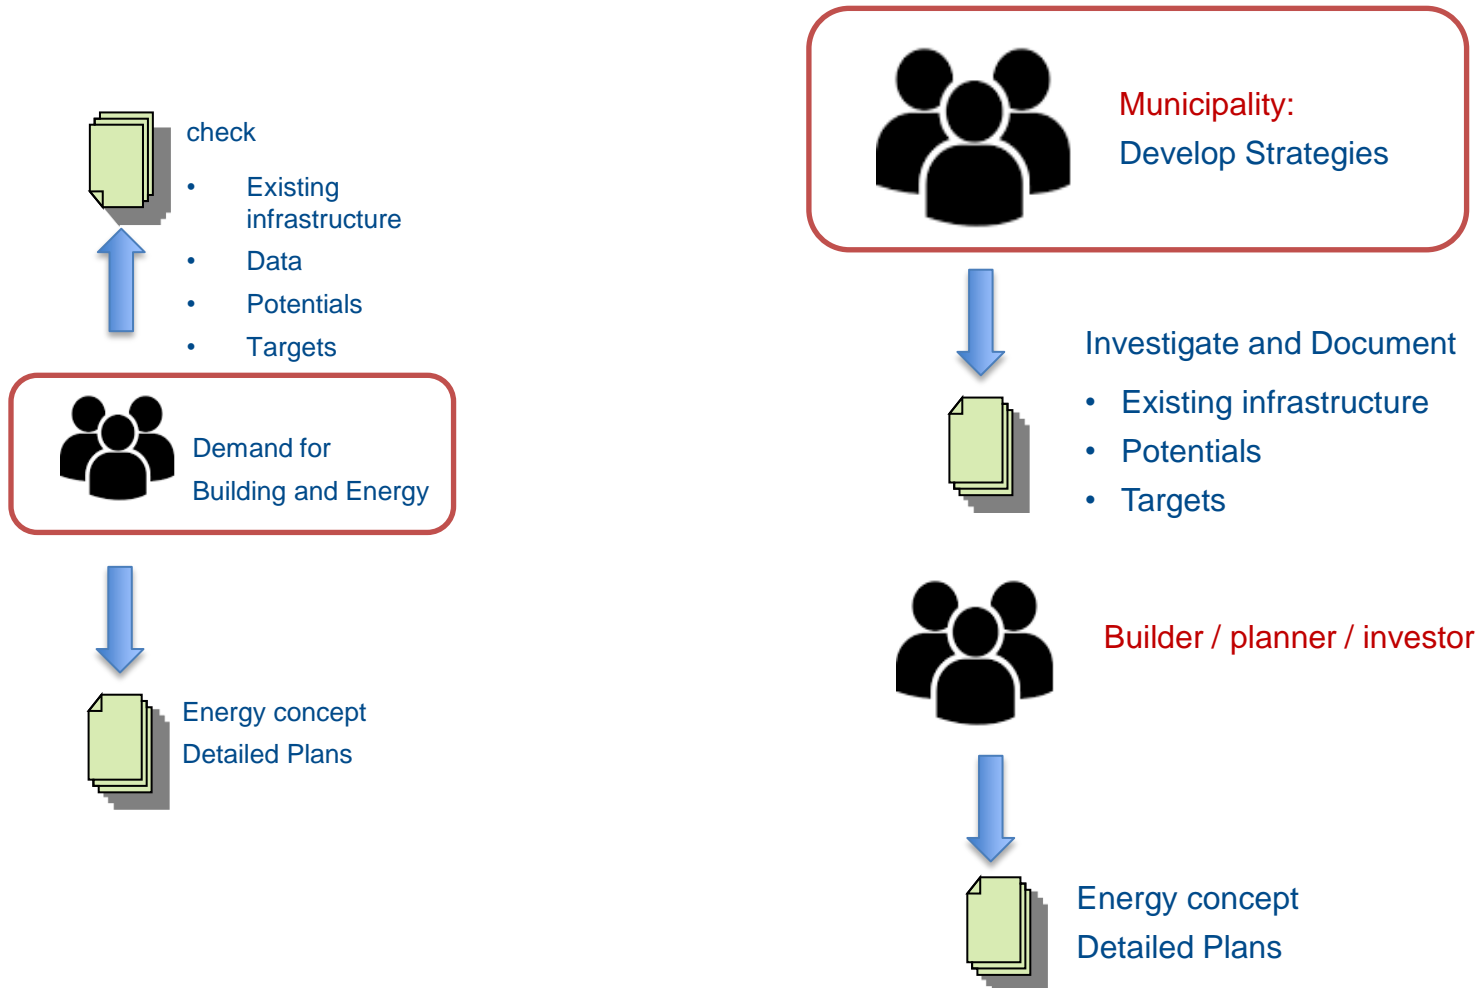 check
• Existing
infrastructure
• Data
• Potentials
• Targets
Demand for
Building and Energy
Energy concept
Detailed Plans
Municipality:
Develop Strategies
Investigate and Document
• Existing infrastructure
• Potentials
• Targets
Builder / planner / investor
Energy concept
Detailed Plans